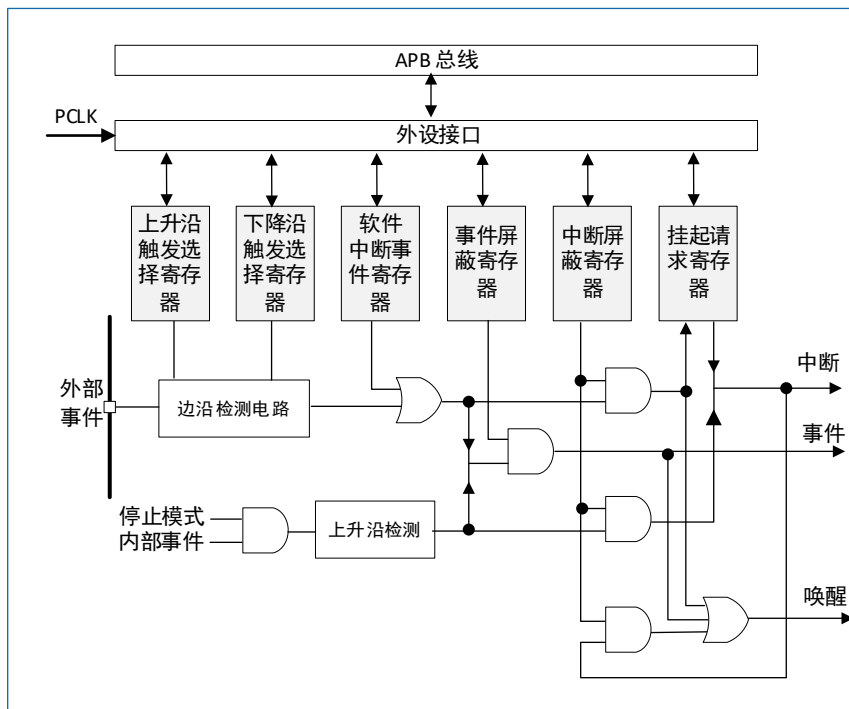 APB 总线
PCLK
外设接口
上升沿
触发选
择寄存
器
下降沿
触发选
择寄存
器
软件
中断事
件寄存
器
事件屏
蔽寄存
器
中断屏
蔽寄存
器
挂起请
求寄存
器
中断
外部
事件
边沿检测电路
事件
停止模式
内部事件
上升沿检测
唤醒